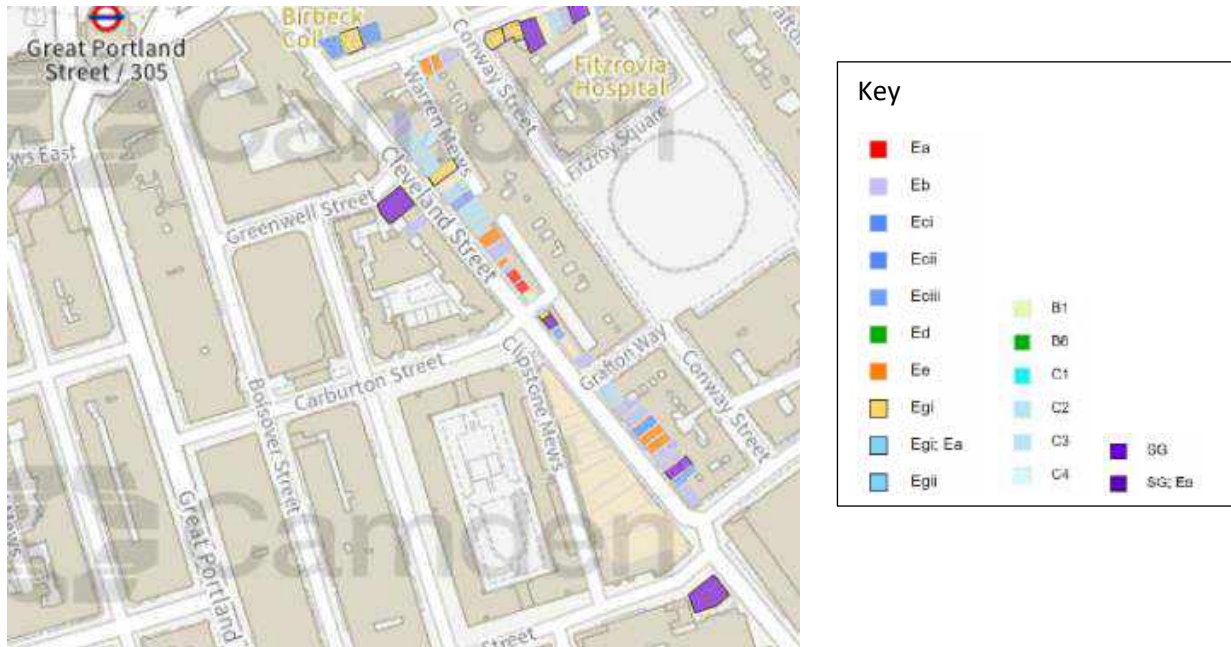 Birbeck
Great Portland
Street / 305
Conway Street
Fitzrovia
Hospital
Warren Mews
Camden
Fitzroy Square
ws East
Cleveland Street
Greenwell Street
Grafton Way
Carburton Street
Clipstone Mews
Conway Street
Bolsover Street
Great Portland
Camden
Mews
Street
Key
Ea
Eb
Eci
Ecii
Eciii
Ed
Ee
Egi
Egi; Ea
Egii
B1
C1
C2
C3
C4
SG
SG; Ea